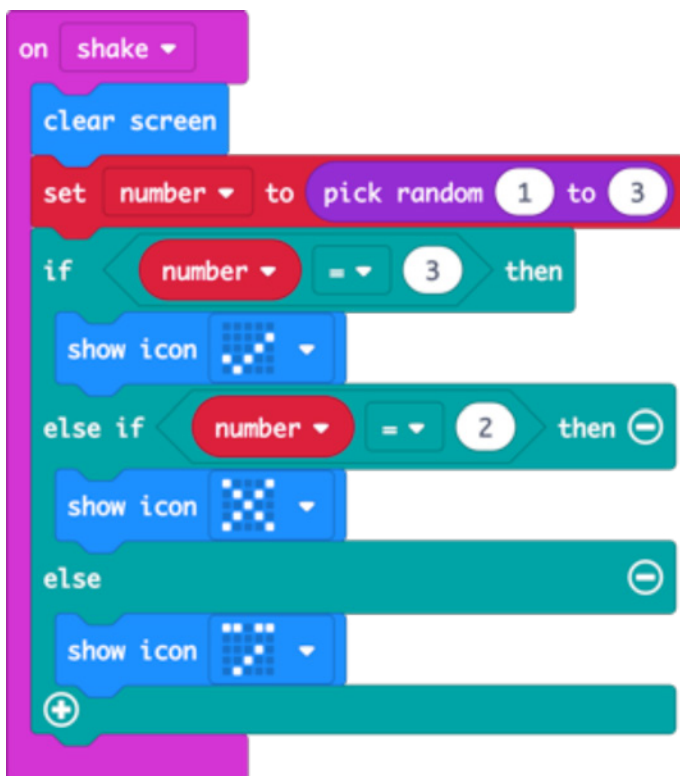 on shake
clear screen
set number to pick random 1 to 3
if number = 3 then
show icon
else if number = 2 then
show icon
else
show icon